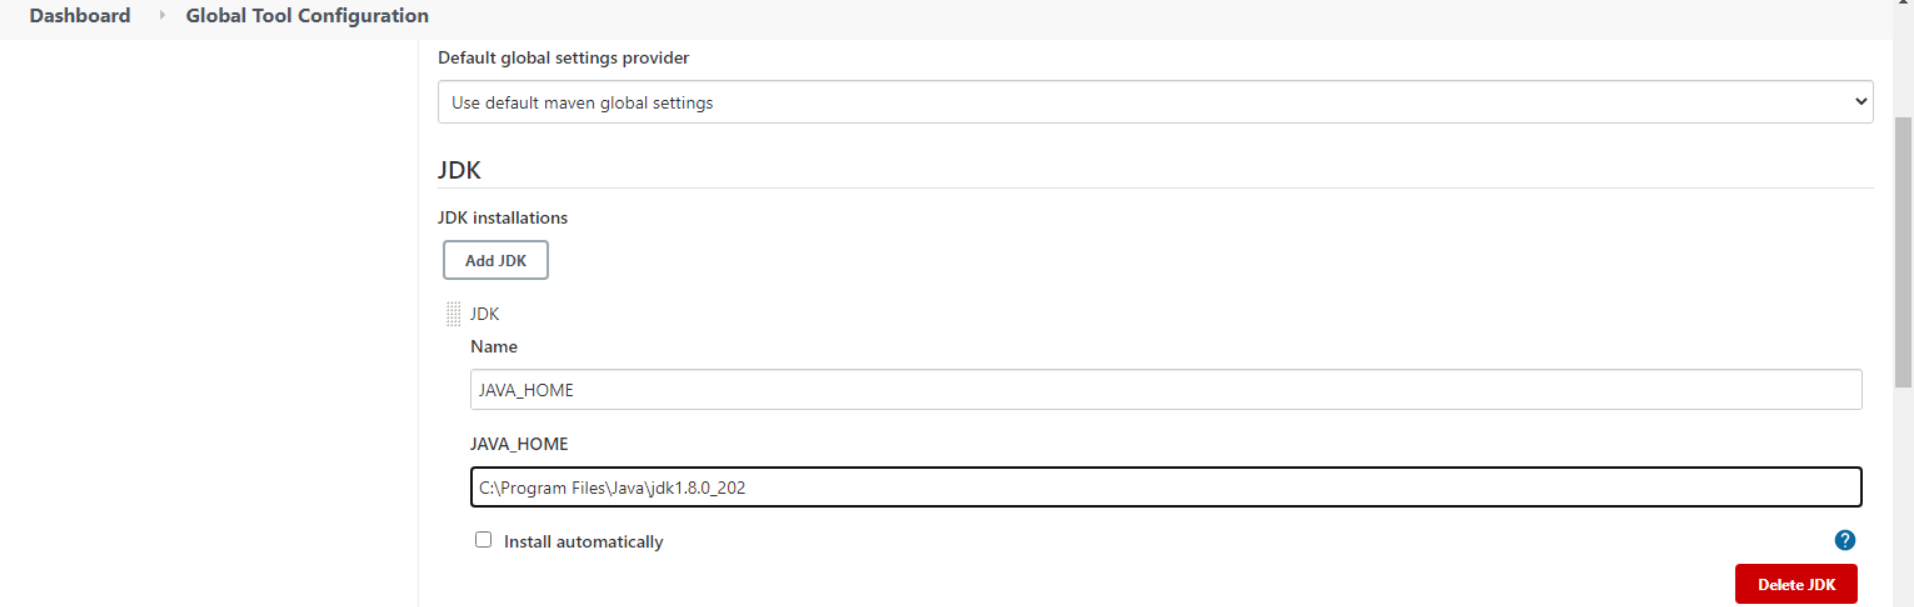 Dashboard Global Tool Configuration
Default global settings provider
Use default maven global settings
JDK
JDK installations
Add JDK
JDK
Name
JAVA_HOME
JAVA_HOME
C:\Program Files\Java\jdk1.8.0_202
Install automatically
?
Delete JDK